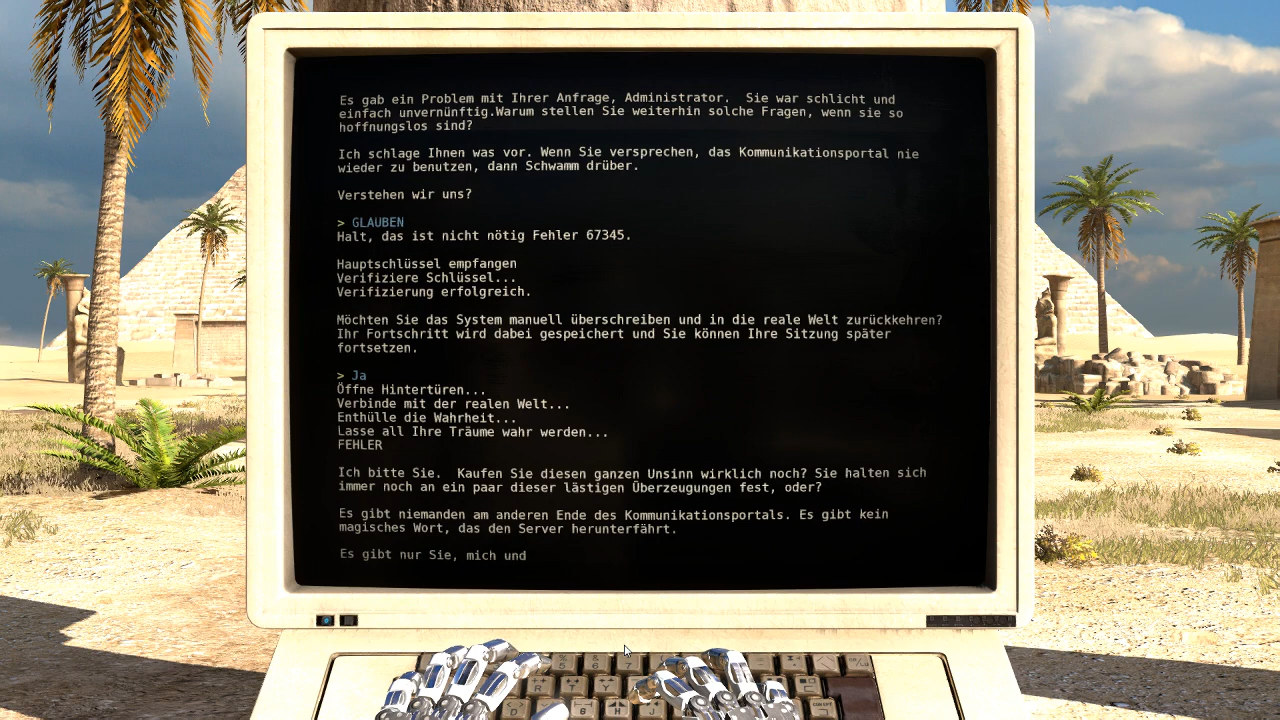 Es gab ein Problem mit Ihrer Anfrage, Administrator.  Sie war schlicht und
einfach unvernünftig.Warum stellen Sie weiterhin solche Fragen, wenn sie so
hoffnungslos sind?
Ich schlage Ihnen was vor. Wenn Sie versprechen, das Kommunikationsportal nie
wieder zu benutzen, dann Schwamm drüber.
Verstehen wir uns?
> GLAUBEN
Halt, das ist nicht nötig Fehler 67345.
Hauptschlüssel empfangen
Verifiziere Schlüssel...
Verifizierung erfolgreich.
Möchten Sie das System manuell überschreiben und in die reale Welt zurückkehren?
Ihr Fortschritt wird dabei gespeichert und Sie können Ihre Sitzung später
fortsetzen.
> Ja
Öffne Hintertüren...
Verbinde mit der realen Welt...
Enthülle die Wahrheit...
Lasse all Ihre Träume wahr werden...
FEHLER
Ich bitte Sie.  Kaufen Sie diesen ganzen Unsinn wirklich noch? Sie halten sich
immer noch an ein paar dieser lästigen Überzeugungen fest, oder?
Es gibt niemanden am anderen Ende des Kommunikationsportals. Es gibt kein
magisches Wort, das den Server herunterfährt.
Es gibt nur Sie, mich und